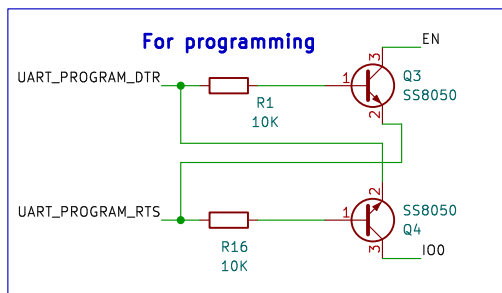 For programming
EN
3
UART_PROGRAM_DTR
1
Q3
SS8050
R1
10K
2
2
UART_PROGRAM_RTS
1
SS8050
Q4
R16
10K
3
IO0